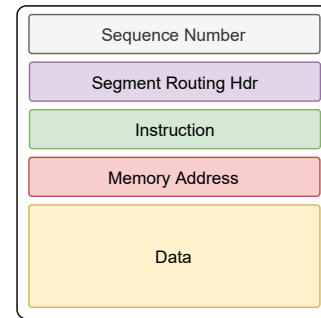 Sequence Number
Segment Routing Hdr
Instruction
Memory Address
Data